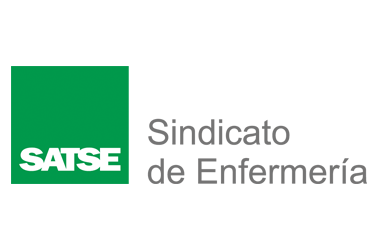 SATSE
Sindicato
de Enfermería